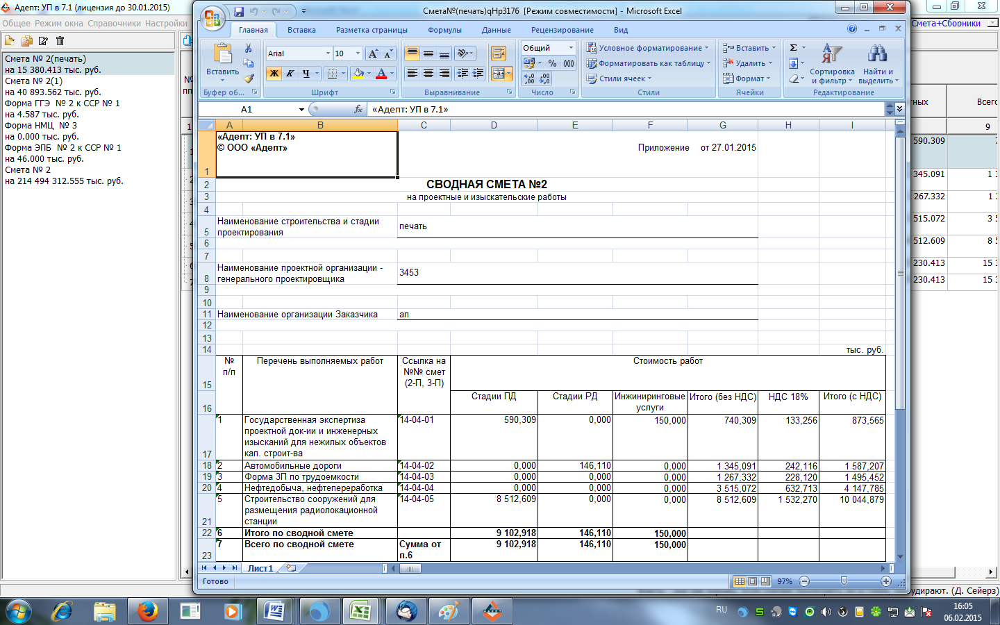 Адепт: УП в 7.1 (лицензия до 30.01.2015)
Общее Режим окна Справочники Настройки
Смета № 2(печать)
на 15 380.413 тыс. руб.
Смета № 2(1)
на 40 893.562 тыс. руб.
Форма ГГЭ № 2 к ССР № 1
на 4.587 тыс. руб.
Форма НМЦ № 3
на 0.000 тыс. руб.
Форма ЭПБ № 2 к ССР № 1
на 46.000 тыс. руб.
Смета № 2
на 214 494 312.555 тыс. руб.
Смета№(печать)qHp3176 [Режим совместимости] - Microsoft Excel
Главная Вставка Разметка страницы Формулы Данные Рецензирование Вид
Вставить
Буфер об...
Arial 10
Ж К Ч
Шрифт
Выравнивание
Общий
% 000
Число
Условное форматирование
Форматировать как таблицу
Стили ячеек
Стили
Вставить
Удалить
Формат
Ячейки
Сортировка и фильтр
Найти и выделить
Редактирование
A1 «Адепт: УП в 7.1»
A B C D E F G H I
«Адепт: УП в 7.1»
© ООО «Адепт»
Приложение от 27.01.2015
1
2 СВОДНАЯ СМЕТА №2
3 на проектные и изыскательские работы
4
Наименование строительства и стадии
5 проектирования печать
6
7
Наименование проектной организации -
8 генерального проектировщика 3453
9
10
11 Наименование организации Заказчика ап
12
13
14 тыс. руб.
№ п/п Перечень выполняемых работ Ссылка на №№ смет (2-П, 3-П) Стоимость работ
15
16 Стадии ПД Стадии РД Инжиниринговые услуги Итого (без НДС) НДС 18% Итого (с НДС)
1 Государственная экспертиза 14-04-01 590,309 0,000 150,000 740,309 133,256 873,565
проектной док-ии и инженерных
изысканий для нежилых объектов
17 кап. строит-ва
18 2 Автомобильные дороги 14-04-02 0,000 146,110 0,000 1 345,091 242,116 1 587,207
19 3 Форма 3П по трудоемкости 14-04-03 0,000 0,000 0,000 1 267,332 228,120 1 495,452
20 4 Нефтедобыча, нефтепереработка 14-04-04 0,000 0,000 0,000 3 515,072 632,713 4 147,785
5 Строительство сооружений для 14-04-05 8 512,609 0,000 0,000 8 512,609 1 532,270 10 044,879
размещения радиолокационной
21 станции
22 6 Итого по сводной смете 9 102,918 146,110 150,000
7 Всего по сводной смете Сумма от 9 102,918 146,110 150,000
23 п.6
Лист1
Готово 97%
Смета+Сборники
Всего
9
590.309
345.091
267.332
515.072
512.609
230.413
230.413
(Д. Сейерз)
RU
16:05
06.02.2015